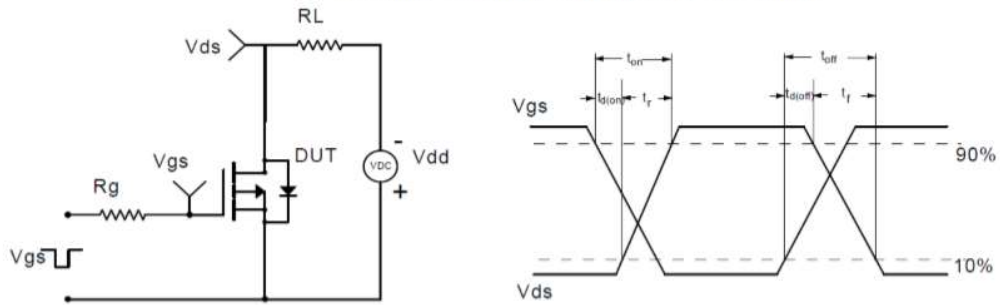 RL
Vds
Vgs
DUT
VDC
-
Vdd
+
Rg
Vgs
ton
toff
td(on)
tr
td(off)
tf
Vgs
90%
10%
Vds